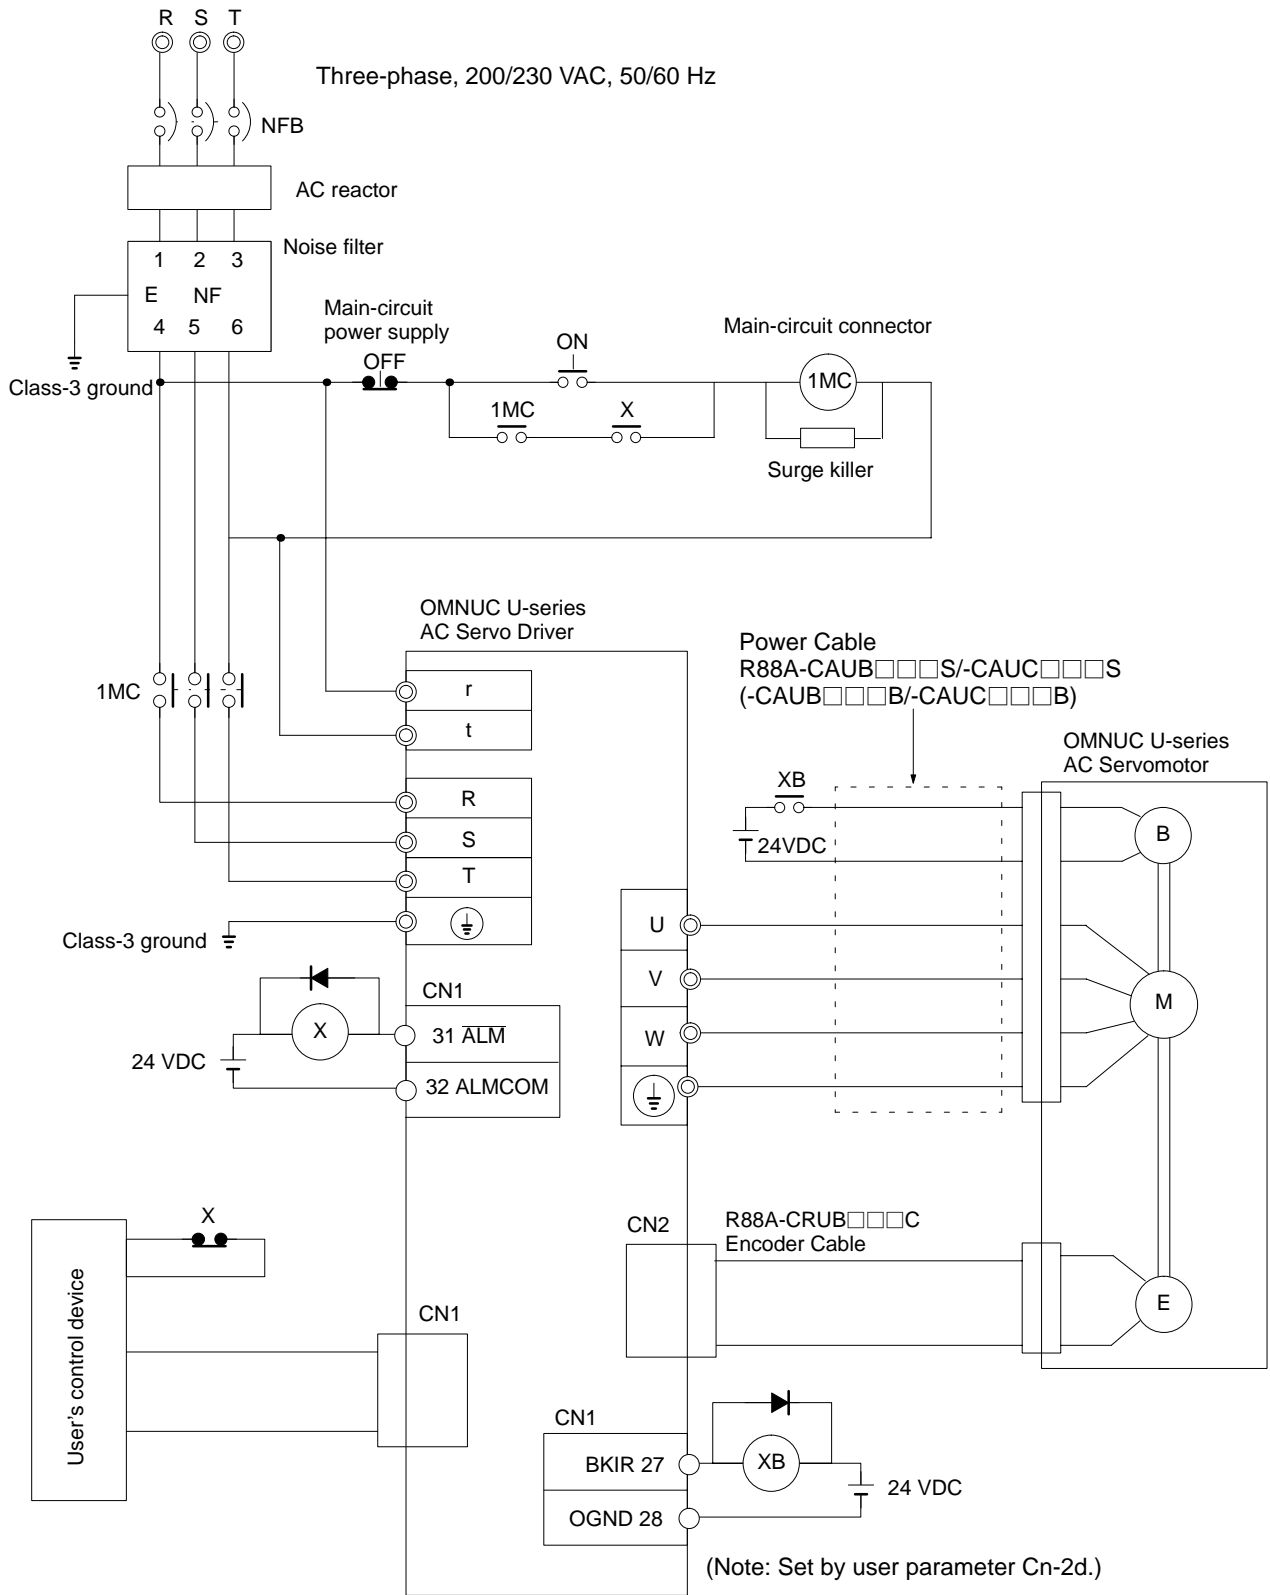 R S T
Three-phase, 200/230 VAC, 50/60 Hz
NFB
AC reactor
Noise filter
1 2 3
E NF
4 5 6
Class-3 ground
Main-circuit
power supply
OFF
ON
Main-circuit connector
1MC
1MC X
Surge killer
OMNUC U-series
AC Servo Driver
Power Cable
R88A-CAUB□□□S/-CAUC□□□S
(-CAUB□□□B/-CAUC□□□B)
1MC
r
t
OMNUC U-series
AC Servomotor
R
S
T
XB
24VDC
B
Class-3 ground
U
V
W
M
CN1
X
31 A̅L̅M̅
32 ALMCOM
24 VDC
X
User's control device
CN2
R88A-CRUB□□□C
Encoder Cable
E
CN1
CN1
BKIR 27
OGND 28
XB
24 VDC
(Note: Set by user parameter Cn-2d.)